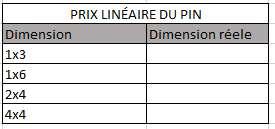 PRIX LINÉAIRE DU PIN
Dimension Dimension réele
1x3
1x6
2x4
4x4